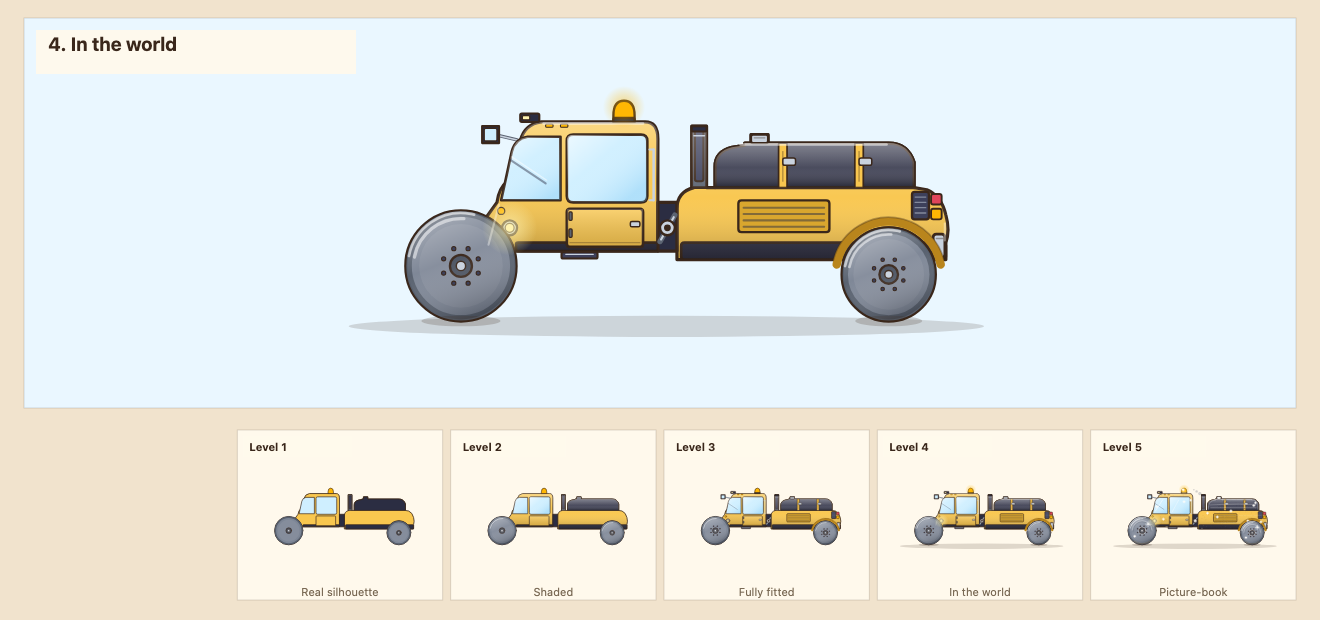 4. In the world
Level 1
Level 2
Level 3
Level 4
Level 5
Real silhouette
Shaded
Fully fitted
In the world
Picture-book